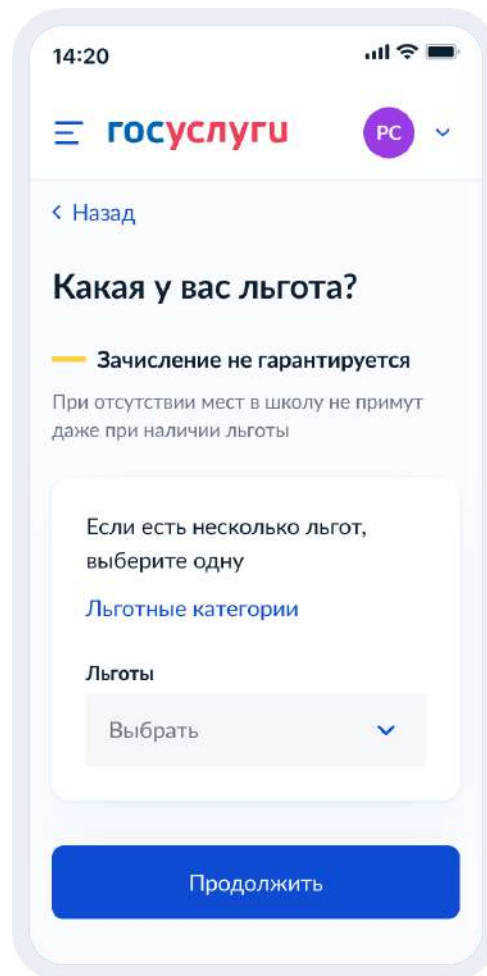 14:20
госуслуги
РС
Назад
Какая у вас льгота?
Зачисление не гарантируется
При отсутствии мест в школу не примут
даже при наличии льготы
Если есть несколько льгот,
выберите одну
Льготные категории
Льготы
Выбрать
Продолжить